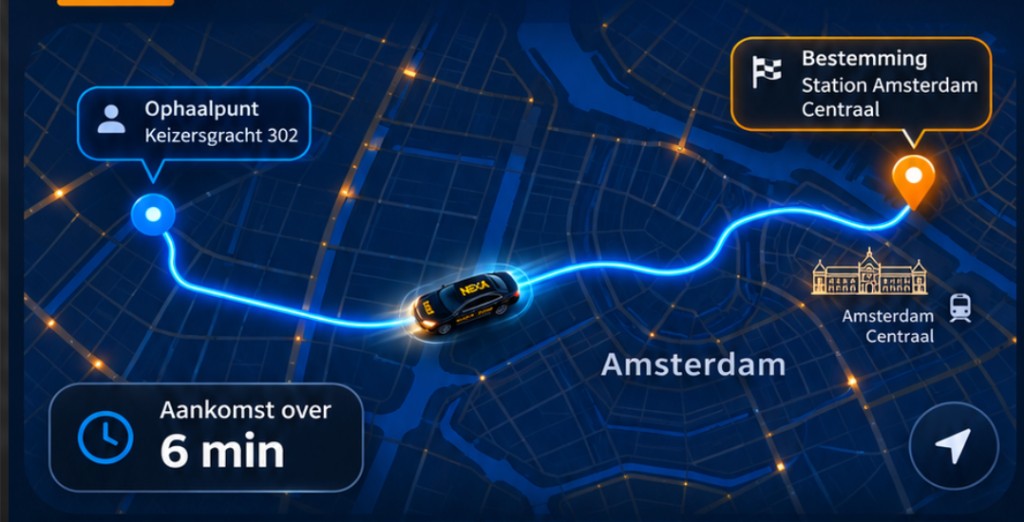 Ophaalpunt
Keizersgracht 302
Bestemming
Station Amsterdam
Centraal
NEXA
Amsterdam
Centraal
Amsterdam
Aankomst over
6 min